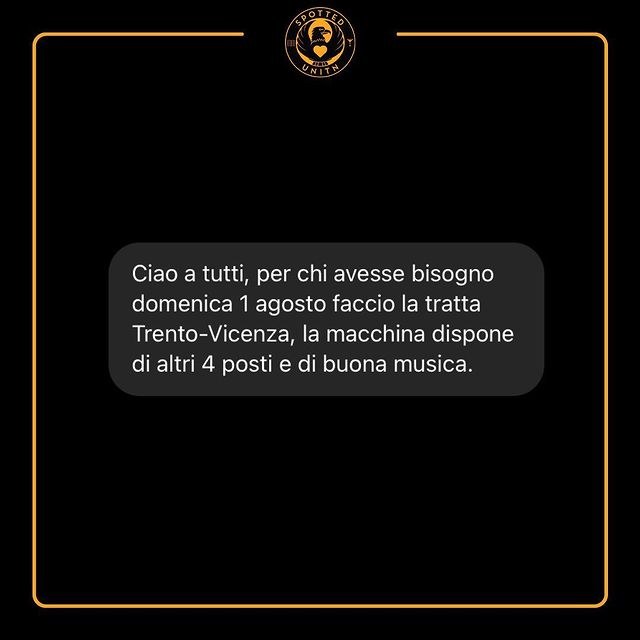 SPOTTED
UNITN
Ciao a tutti, per chi avesse bisogno
domenica 1 agosto faccio la tratta
Trento-Vicenza, la macchina dispone
di altri 4 posti e di buona musica.